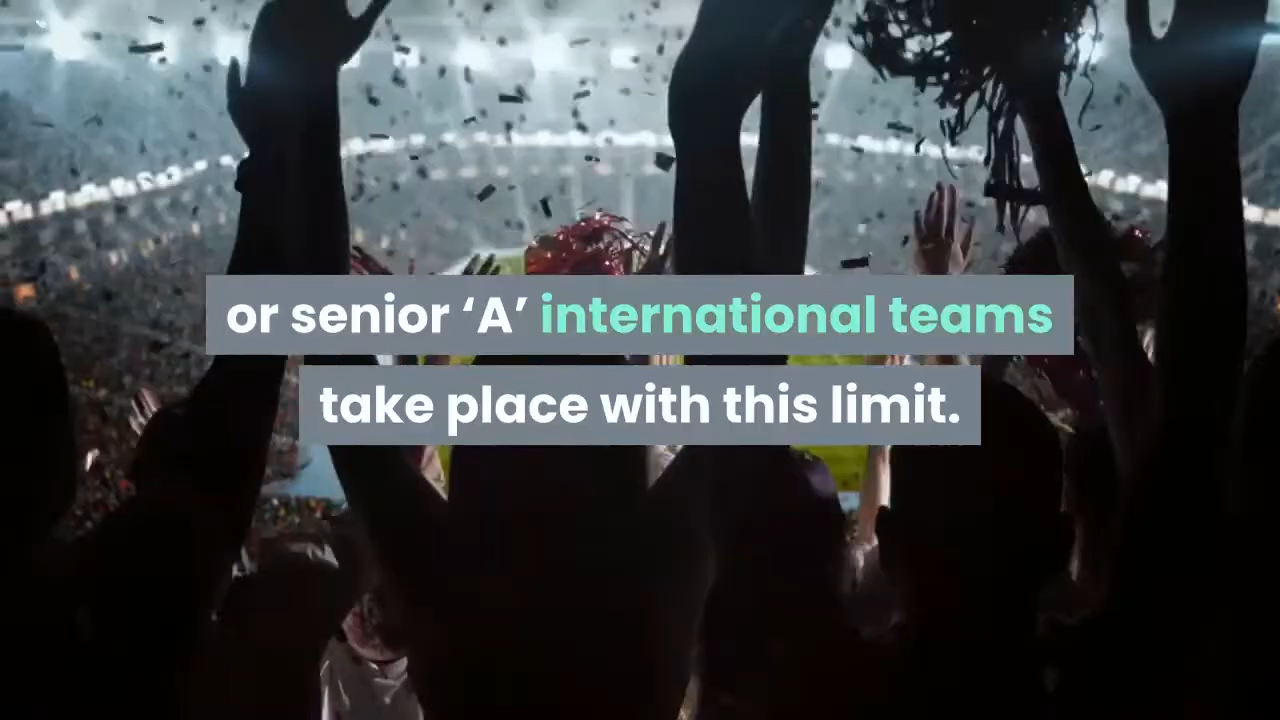 or senior ‘A’ international teams
take place with this limit.